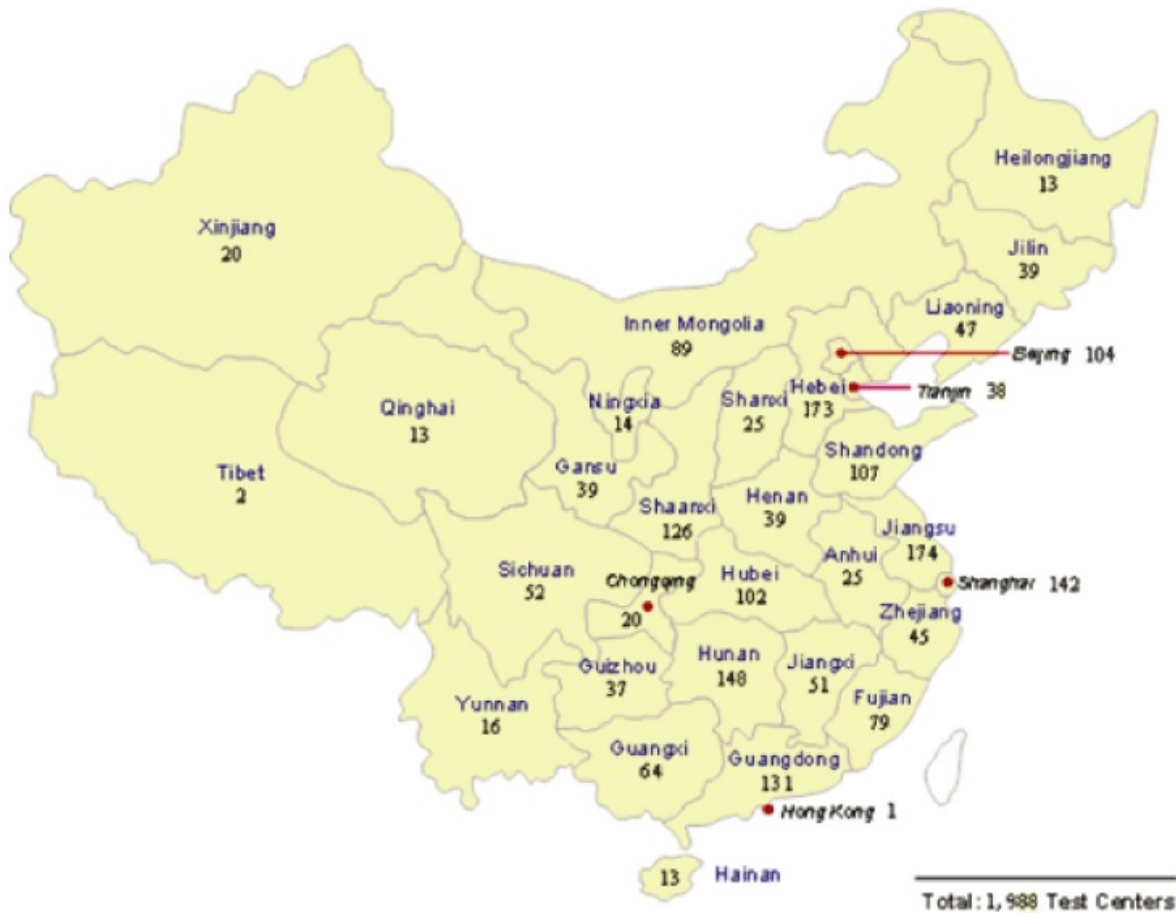 Heilongjiang
13
Xinjiang
20
Jilin
39
Liaoning
47
Inner Mongolia
89
Beijing 104
Hebei
173
Tianjin 38
Shanxi
25
Ningxia
14
Qinghai
13
Shandong
107
Tibet
2
Gansu
39
Henan
39
Shaanxi
126
Jiangsu
174
Anhui
25
Sichuan
52
Chongqing
20
Hubei
102
Shanghai 142
Zhejiang
45
Hunan
148
Jiangxi
51
Guizhou
37
Fujian
79
Yunnan
16
Guangxi
64
Guangdong
131
Hong Kong 1
13 Hainan
Total: 1,988 Test Centers